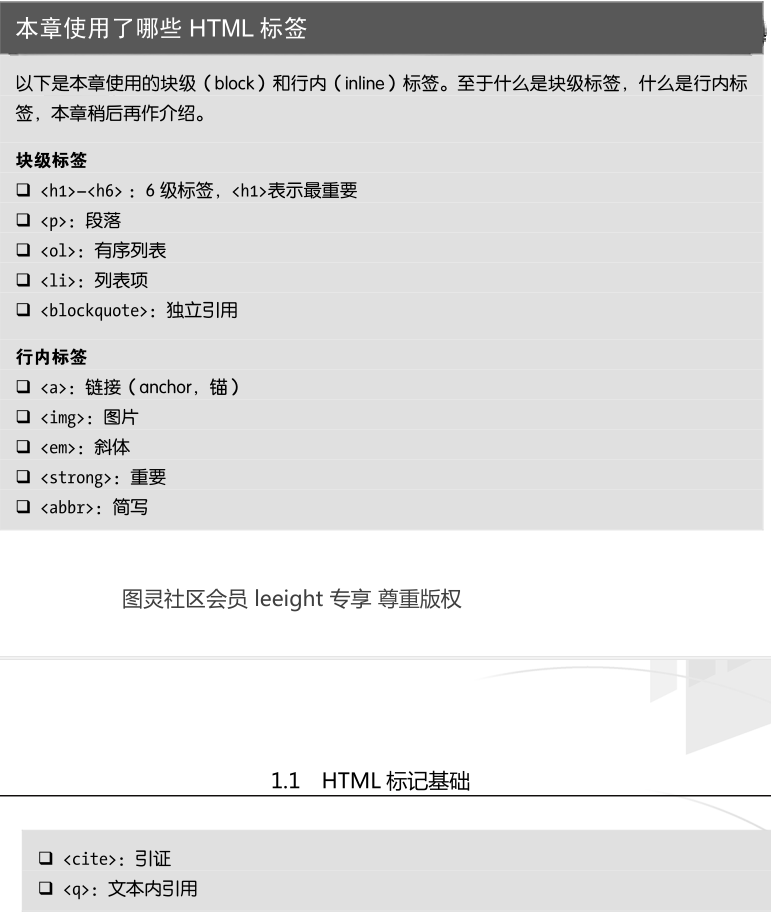 本章使用了哪些 HTML 标签
以下是本章使用的块级（block）和行内（inline）标签。至于什么是块级标签，什么是行内标
签，本章稍后再作介绍。
块级标签
❑ <h1>–<h6>：6 级标签，<h1>表示最重要
❑ <p>：段落
❑ <ol>：有序列表
❑ <li>：列表项
❑ <blockquote>：独立引用
行内标签
❑ <a>：链接（anchor，锚）
❑ <img>：图片
❑ <em>：斜体
❑ <strong>：重要
❑ <abbr>：简写
图灵社区会员 leeight 专享 尊重版权
1.1 HTML 标记基础
❑ <cite>：引证
❑ <q>：文本内引用